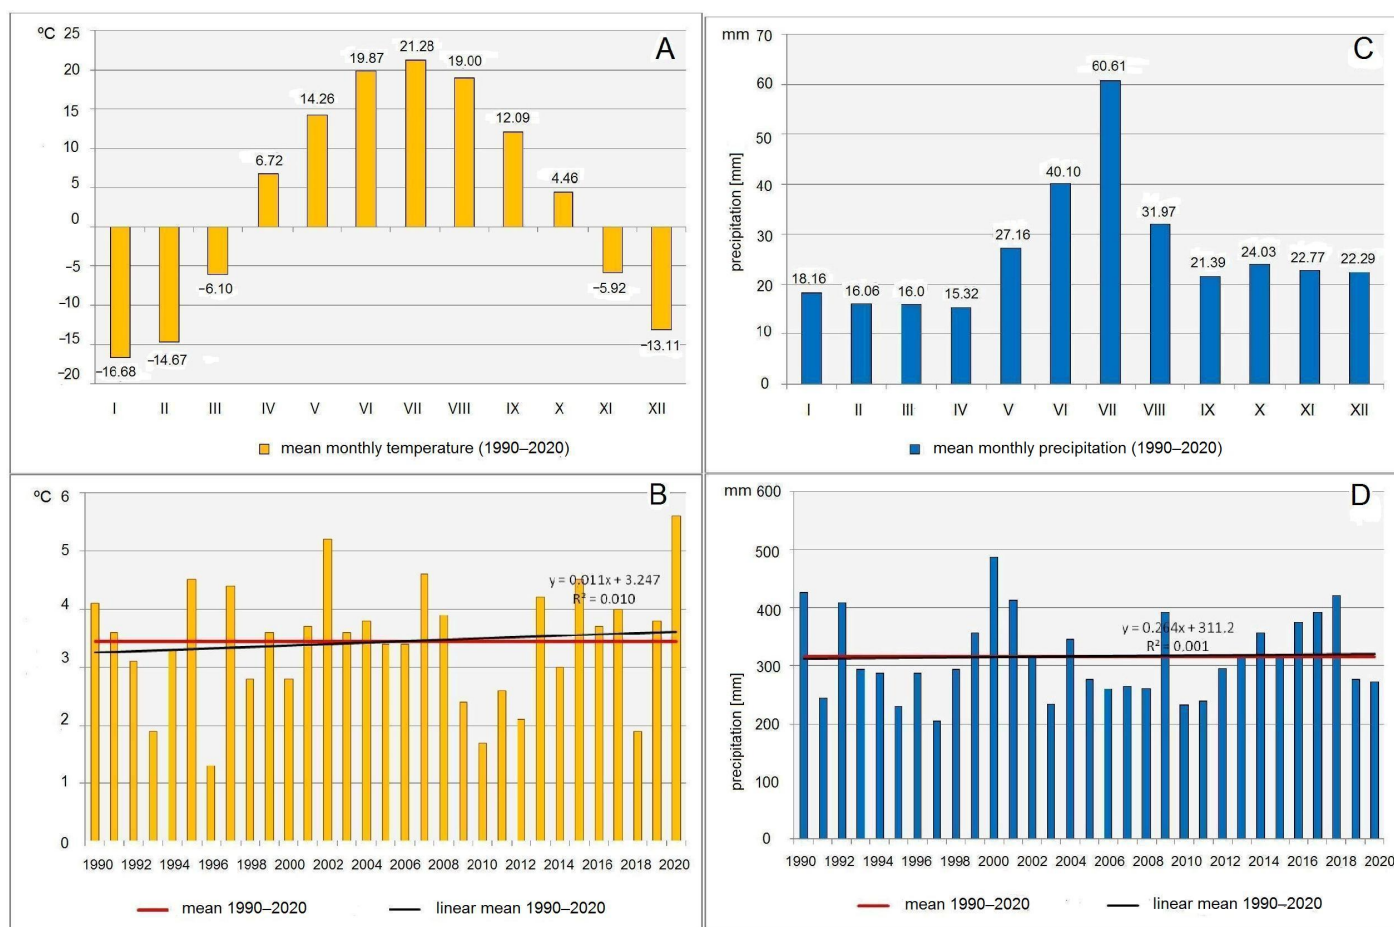 ºC
A
25
20
15
10
5
0
−5
−10
−15
−20
−16.68
−14.67
−6.10
6.72
14.26
19.87
21.28
19.00
12.09
4.46
−5.92
−13.11
I II III IV V VI VII VIII IX X XI XII
mean monthly temperature (1990–2020)
mm
C
precipitation [mm]
70
60
50
40
30
20
10
0
18.16
16.06
16.0
15.32
27.16
40.10
60.61
31.97
21.39
24.03
22.77
22.29
I II III IV V VI VII VIII IX X XI XII
mean monthly precipitation (1990–2020)
ºC
B
6
5
4
3
2
1
0
y = 0.011x + 3.247
R² = 0.010
1990 1992 1994 1996 1998 2000 2002 2004 2006 2008 2010 2012 2014 2016 2018 2020
mean 1990–2020
linear mean 1990–2020
mm
D
precipitation [mm]
600
500
400
300
200
100
0
y = 0.264x + 311.2
R² = 0.001
1990 1992 1994 1996 1998 2000 2002 2004 2006 2008 2010 2012 2014 2016 2018 2020
mean 1990–2020
linear mean 1990–2020